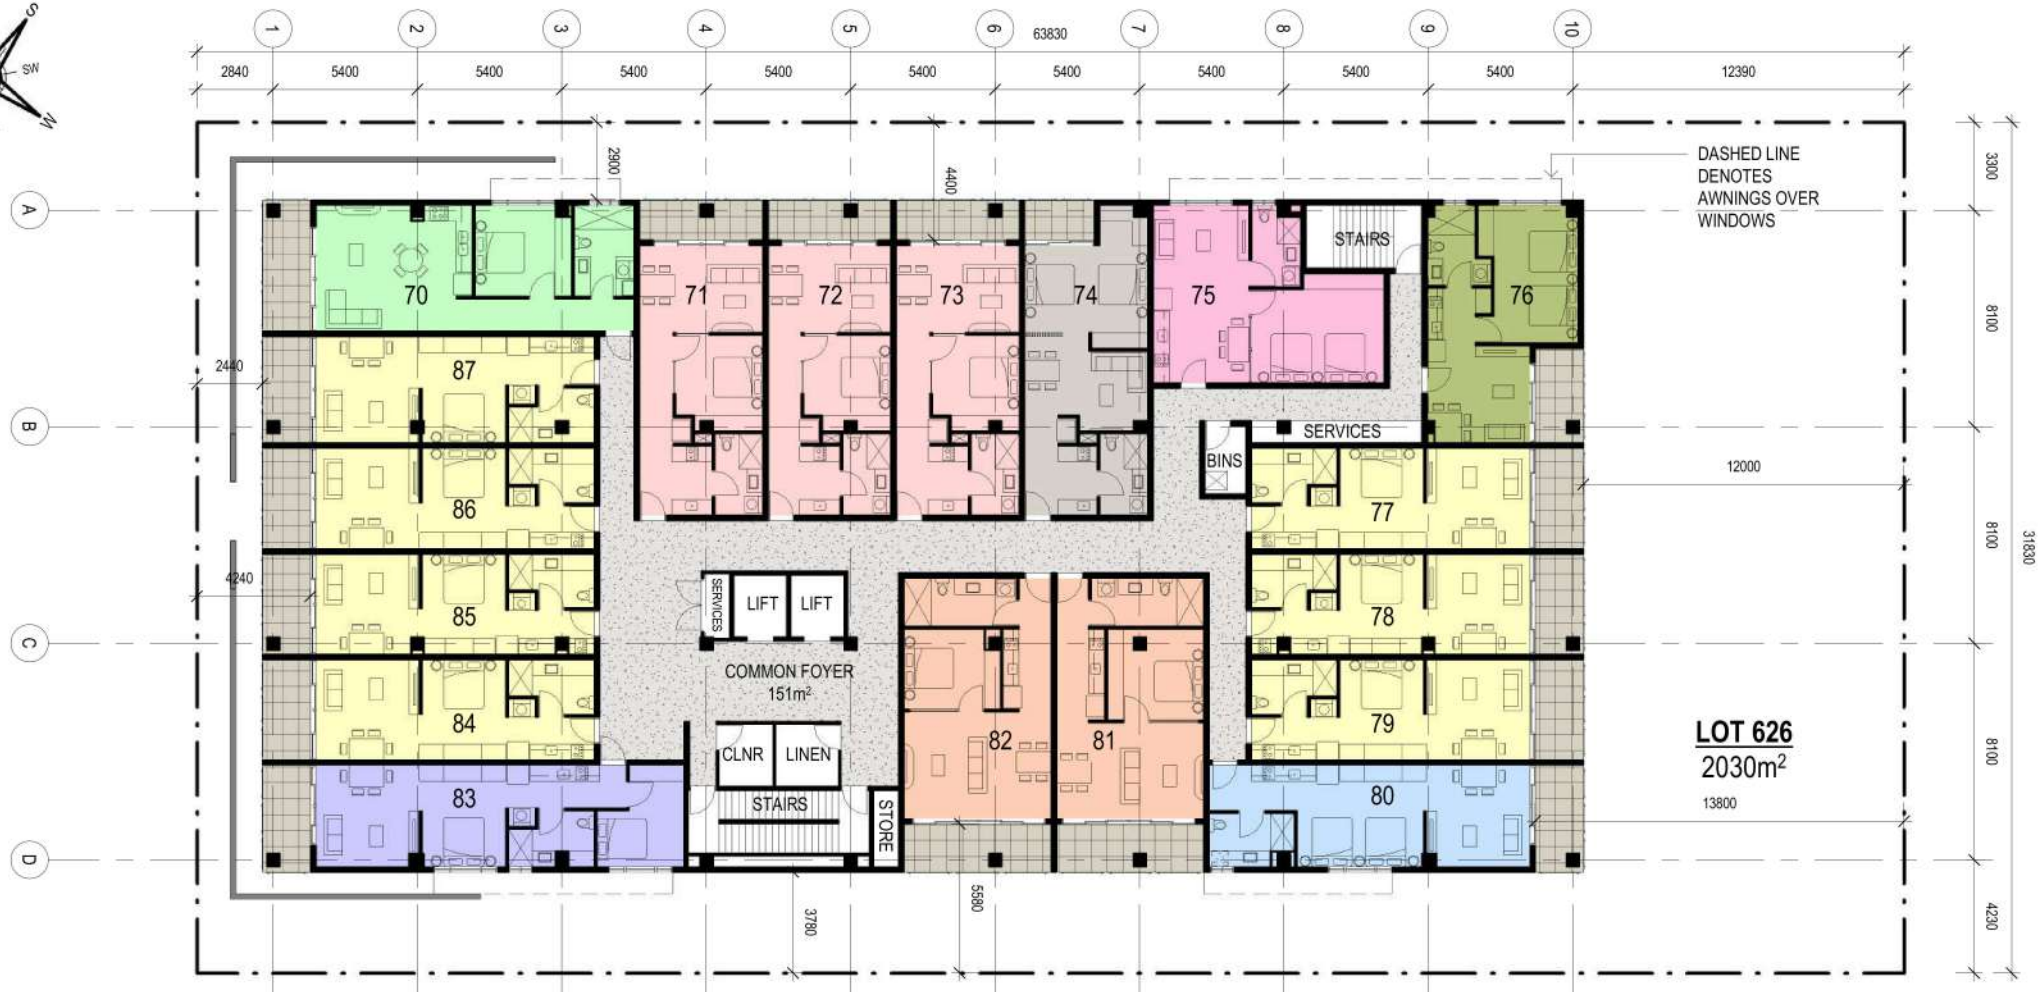 S
SW
W
1
2
3
4
5
6
7
8
9
10
63830
2840
5400
5400
5400
5400
5400
5400
5400
5400
5400
12390
DASHED LINE
DENOTES
AWNINGS OVER
WINDOWS
2900
4400
3300
A
STAIRS
70
71
72
73
74
75
76
8100
2440
87
B
SERVICES
BINS
12000
86
77
8100
31830
4240
SERVICES
LIFT
LIFT
85
78
C
COMMON FOYER
151m²
84
79
82
81
LOT 626
2030m²
8100
CLNR
LINEN
83
STAIRS
STORE
80
13800
D
5580
3780
4230